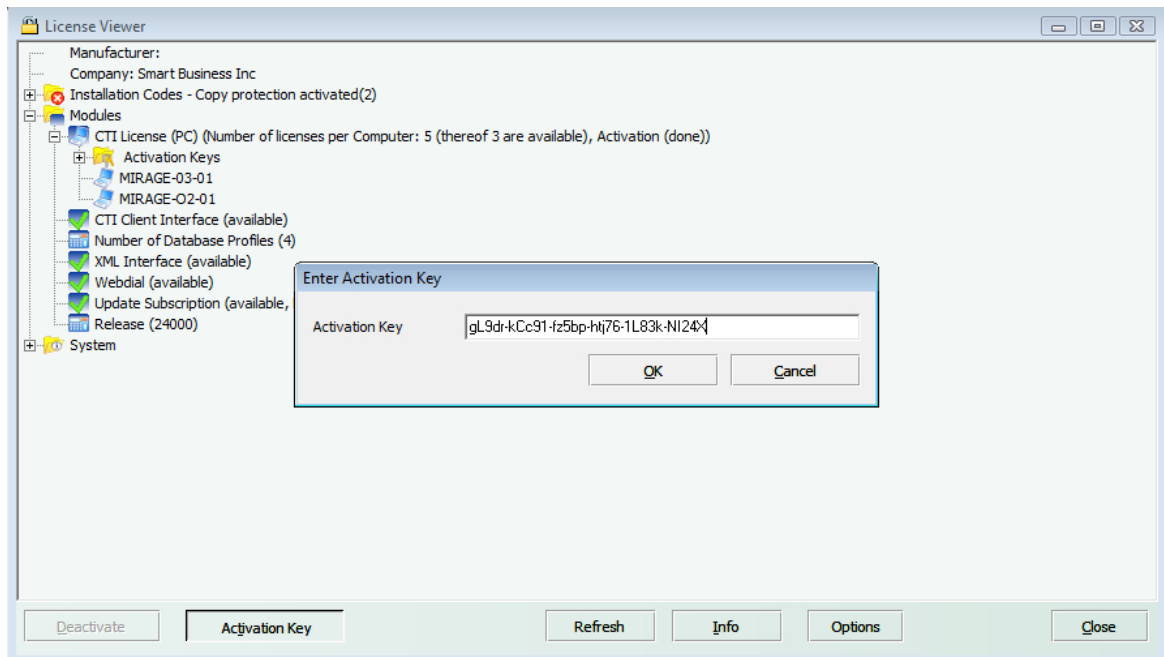 License Viewer
Manufacturer:
Company: Smart Business Inc
Installation Codes - Copy protection activated(2)
Modules
CTI License (PC) (Number of licenses per Computer: 5 (thereof 3 are available), Activation (done))
Activation Keys
MIRAGE-03-01
MIRAGE-O2-01
CTI Client Interface (available)
Number of Database Profiles (4)
XML Interface (available)
Webdial (available)
Update Subscription (available,
Release (24000)
System
Enter Activation Key
Activation Key
gL9dr-kCc91-fz5bp-htj76-1L83k-NI24X
OK
Cancel
Deactivate
Activation Key
Refresh
Info
Options
Close